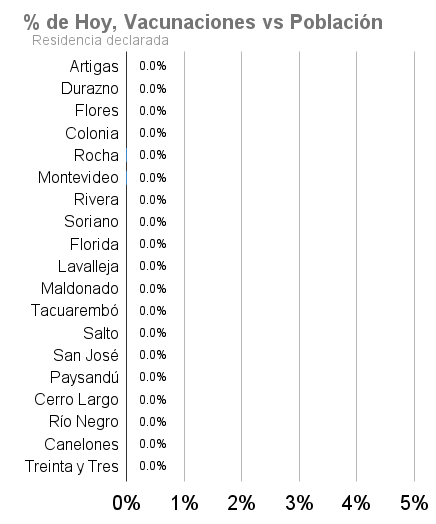 % de Hoy, Vacunaciones vs Población
Residencia declarada
Artigas 0.0%
Durazno 0.0%
Flores 0.0%
Colonia 0.0%
Rocha 0.0%
Montevideo 0.0%
Rivera 0.0%
Soriano 0.0%
Florida 0.0%
Lavalleja 0.0%
Maldonado 0.0%
Tacuarembó 0.0%
Salto 0.0%
San José 0.0%
Paysandú 0.0%
Cerro Largo 0.0%
Río Negro 0.0%
Canelones 0.0%
Treinta y Tres 0.0%
0% 1% 2% 3% 4% 5%